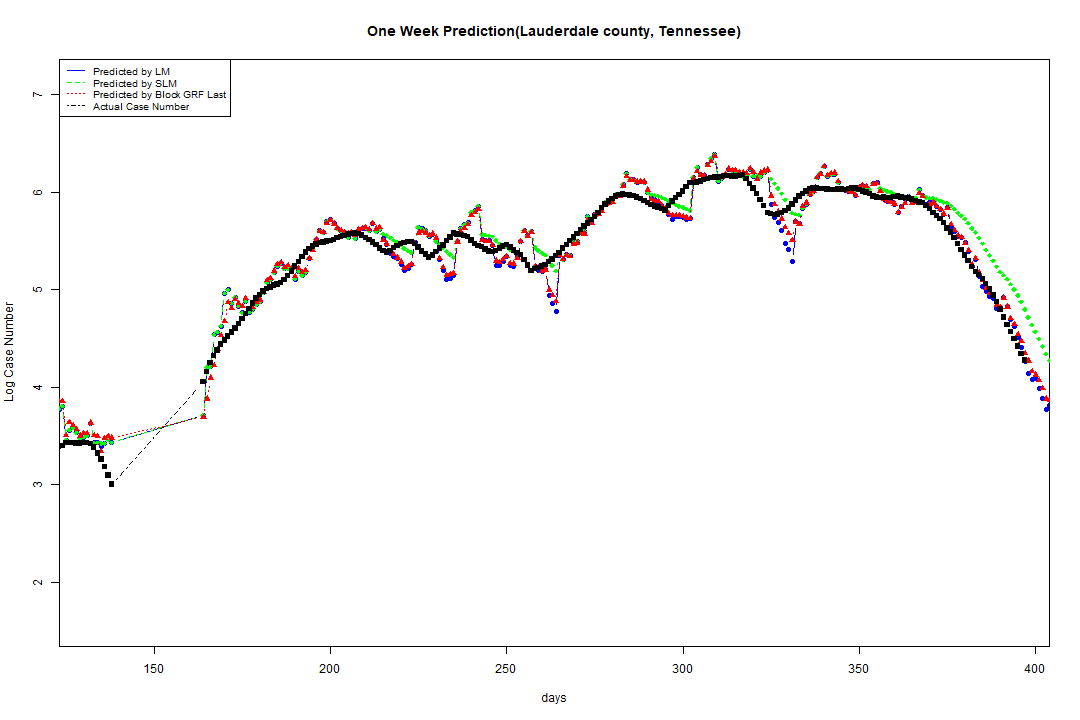 One Week Prediction(Lauderdale county, Tennessee)
Predicted by LM
Predicted by SLM
Predicted by Block GRF Last
Actual Case Number
7
6
5
4
3
2
Log Case Number
150
200
250
300
350
400
days